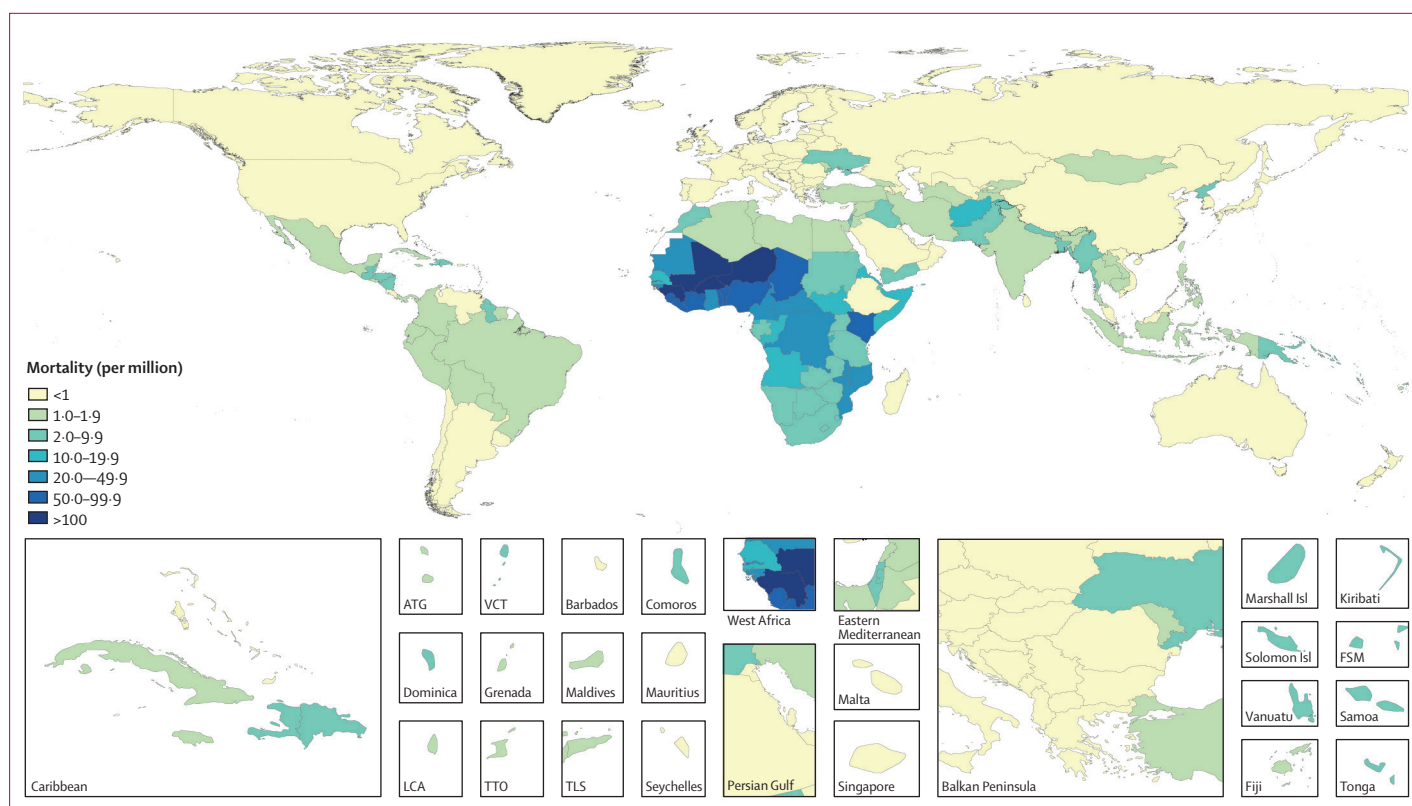 Mortality (per million)
<1
1·0–1·9
2·0–9·9
10·0–19·9
20·0—49·9
50·0–99·9
>100
Caribbean
ATG
VCT
Barbados
Comoros
Dominica
Grenada
Maldives
Mauritius
LCA
TTO
TLS
Seychelles
West Africa
Eastern
Mediterranean
Persian Gulf
Malta
Singapore
Balkan Peninsula
Marshall Isl
Kiribati
Solomon Isl
FSM
Vanuatu
Samoa
Fiji
Tonga